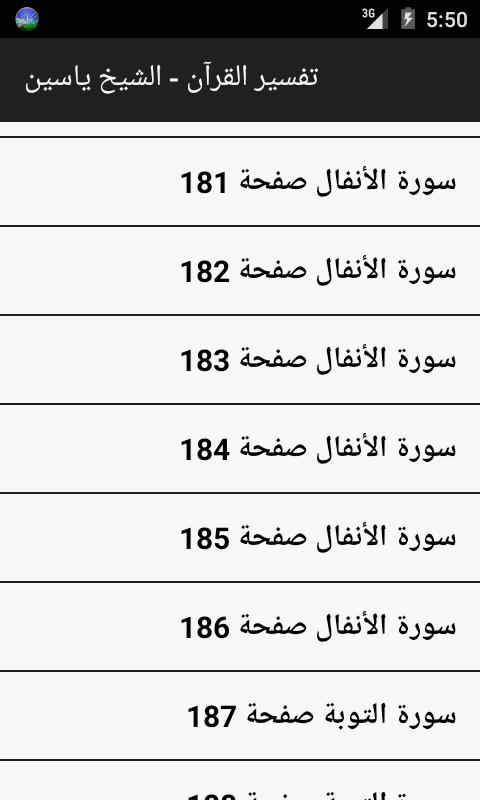 3G 5:50
تفسير القرآن - الشيخ ياسين
سورة الأنفال صفحة 181
سورة الأنفال صفحة 182
سورة الأنفال صفحة 183
سورة الأنفال صفحة 184
سورة الأنفال صفحة 185
سورة الأنفال صفحة 186
سورة التوبة صفحة 187